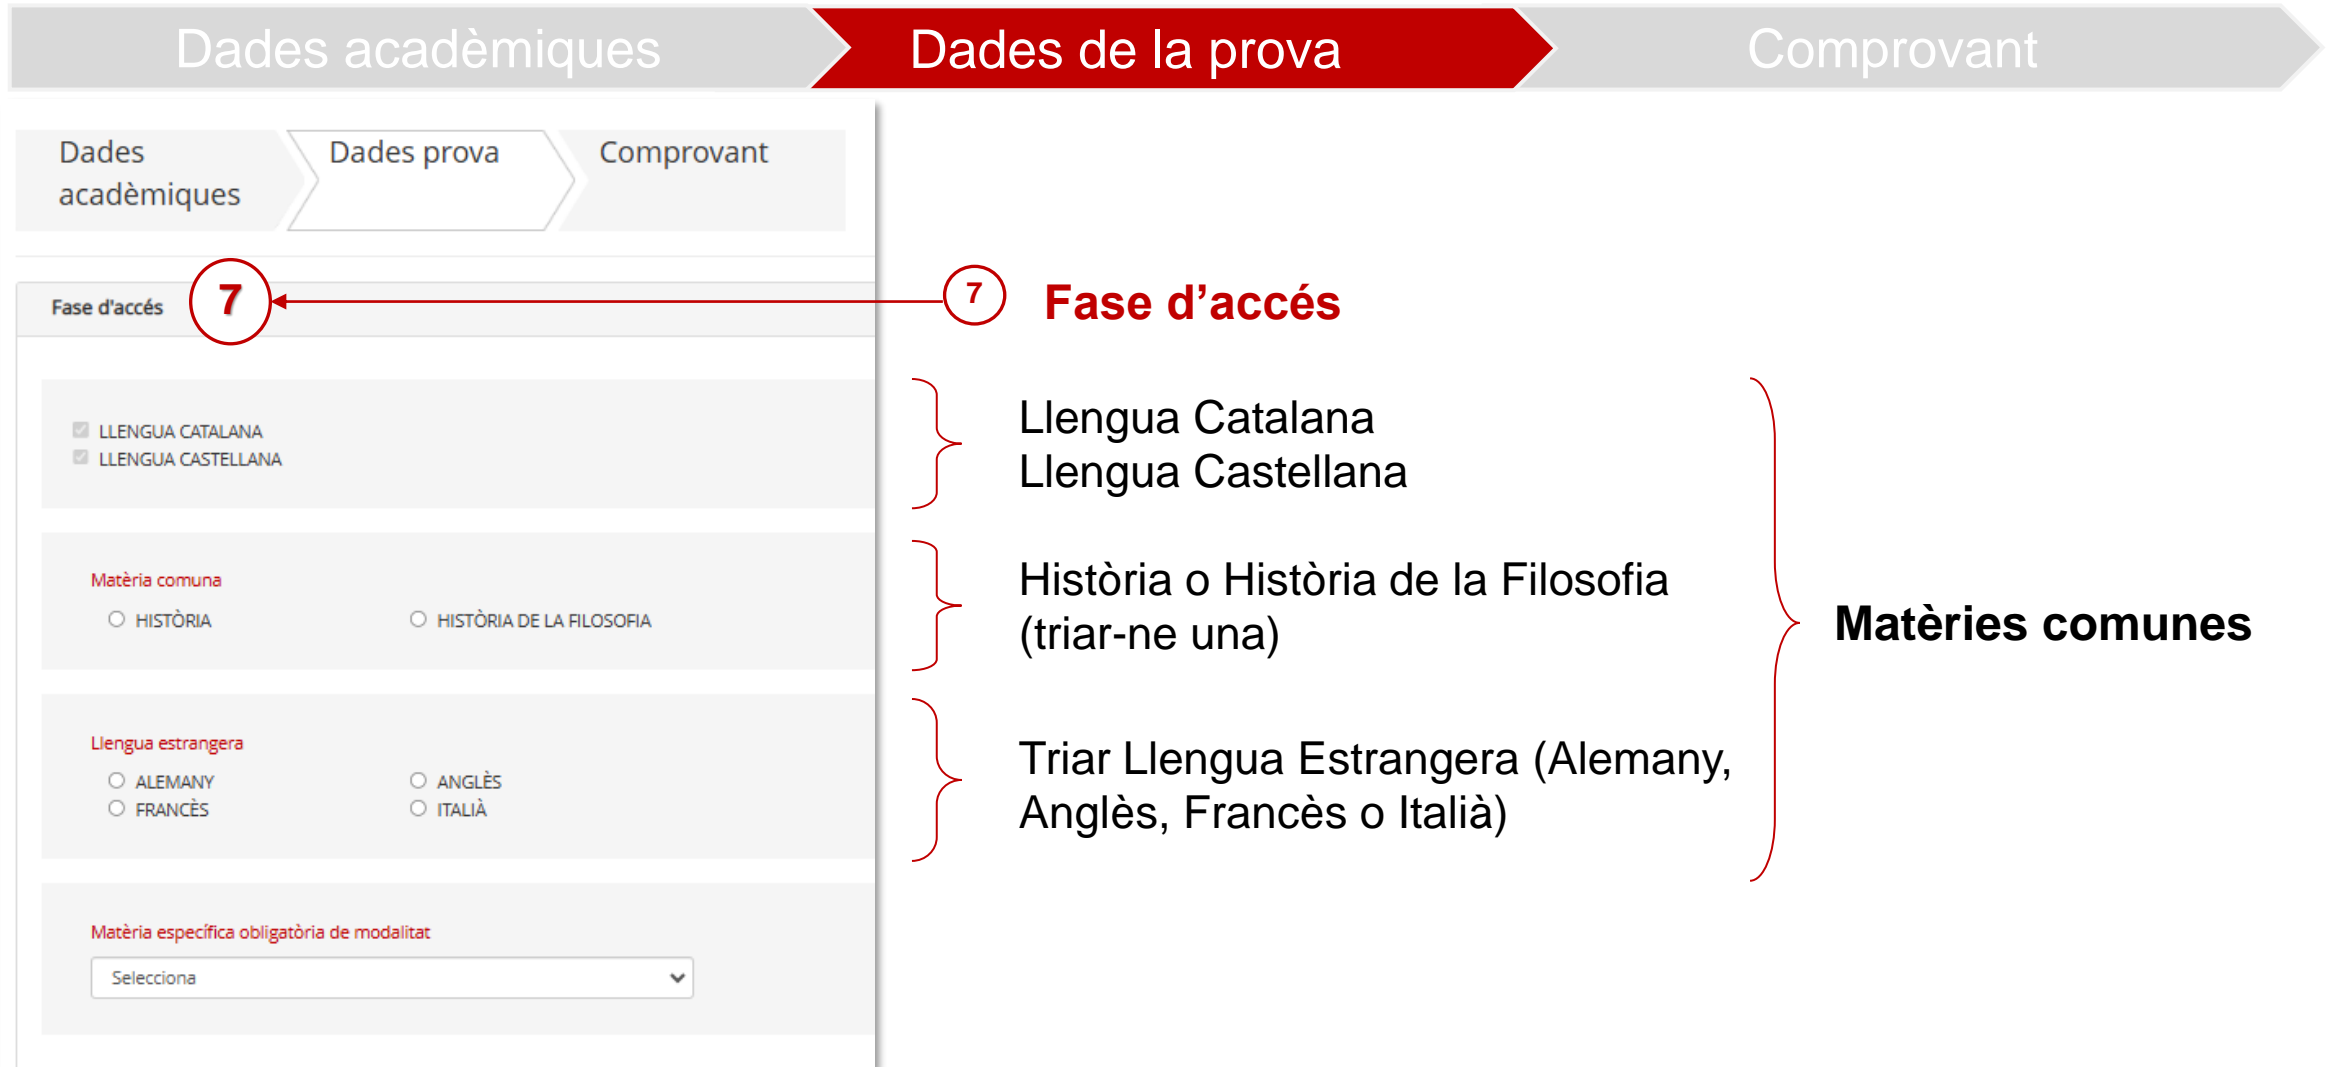 Dades acadèmiques
Dades de la prova
Comprovant
Dades
acadèmiques
Dades prova
Comprovant
Fase d'accés
7
7
Fase d’accés
LLENGUA CATALANA
LLENGUA CASTELLANA
Llengua Catalana
Llengua Castellana
Matèria comuna
HISTÒRIA
HISTÒRIA DE LA FILOSOFIA
Història o Història de la Filosofia
(triar-ne una)
Matèries comunes
Llengua estrangera
ALEMANY
ANGLÈS
FRANCÈS
ITALIÀ
Triar Llengua Estrangera (Alemany,
Anglès, Francès o Italià)
Matèria específica obligatòria de modalitat
Selecciona